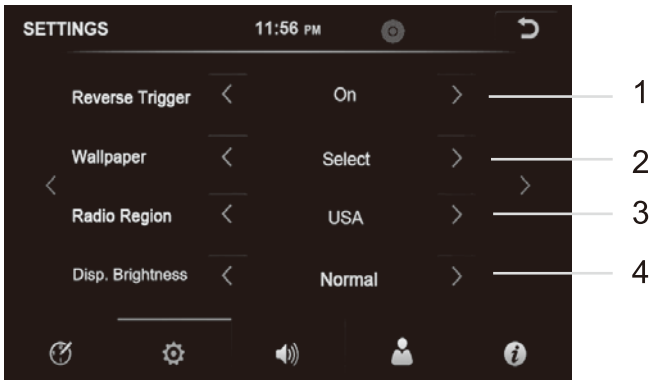 SETTINGS 11:56 PM
Reverse Trigger On 1
Wallpaper Select 2
Radio Region USA 3
Disp. Brightness Normal 4